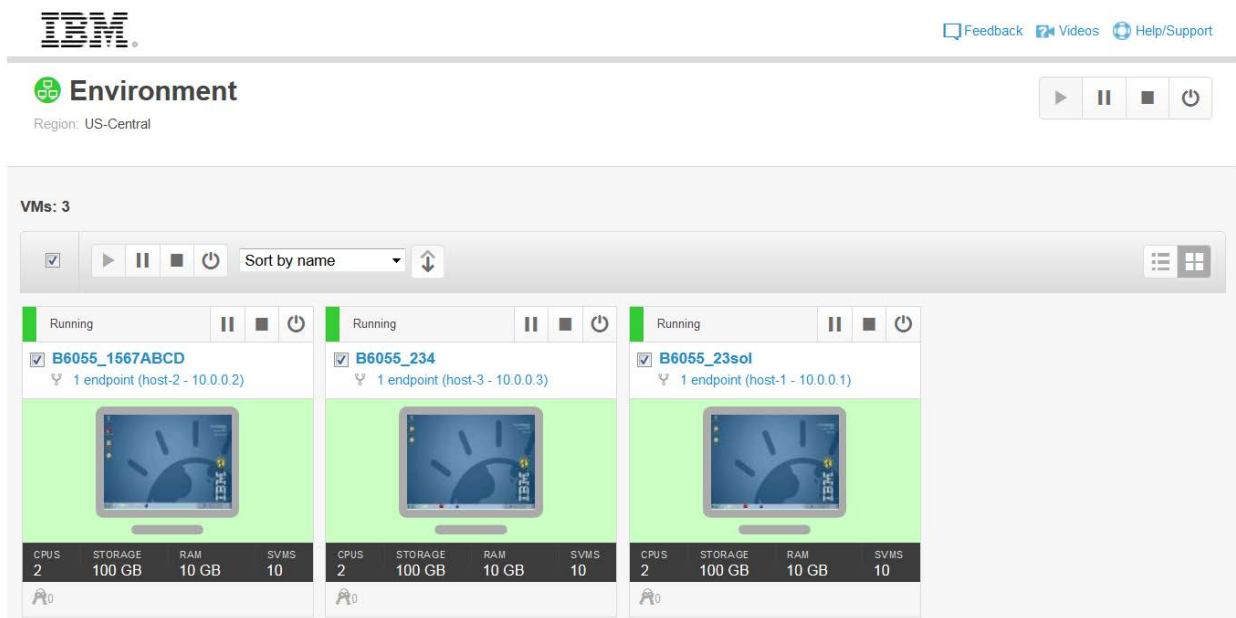 IBM.
Feedback Videos Help/Support
Environment
Region: US-Central
VMs: 3
Sort by name
Running
B6055_1567ABCD
1 endpoint (host-2 - 10.0.0.2)
IBM
CPUS STORAGE RAM SVMS
2 100 GB 10 GB 10
0
Running
B6055_234
1 endpoint (host-3 - 10.0.0.3)
IBM
CPUS STORAGE RAM SVMS
2 100 GB 10 GB 10
0
Running
B6055_23sol
1 endpoint (host-1 - 10.0.0.1)
IBM
CPUS STORAGE RAM SVMS
2 100 GB 10 GB 10
0